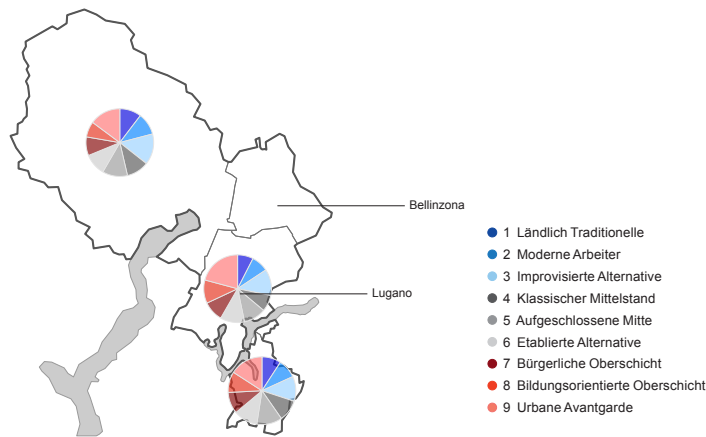 Bellinzona
Lugano
1 Ländlich Traditionelle
2 Moderne Arbeiter
3 Improvisierte Alternative
4 Klassischer Mittelstand
5 Aufgeschlossene Mitte
6 Etablierte Alternative
7 Bürgerliche Oberschicht
8 Bildungsorientierte Oberschicht
9 Urbane Avantgarde